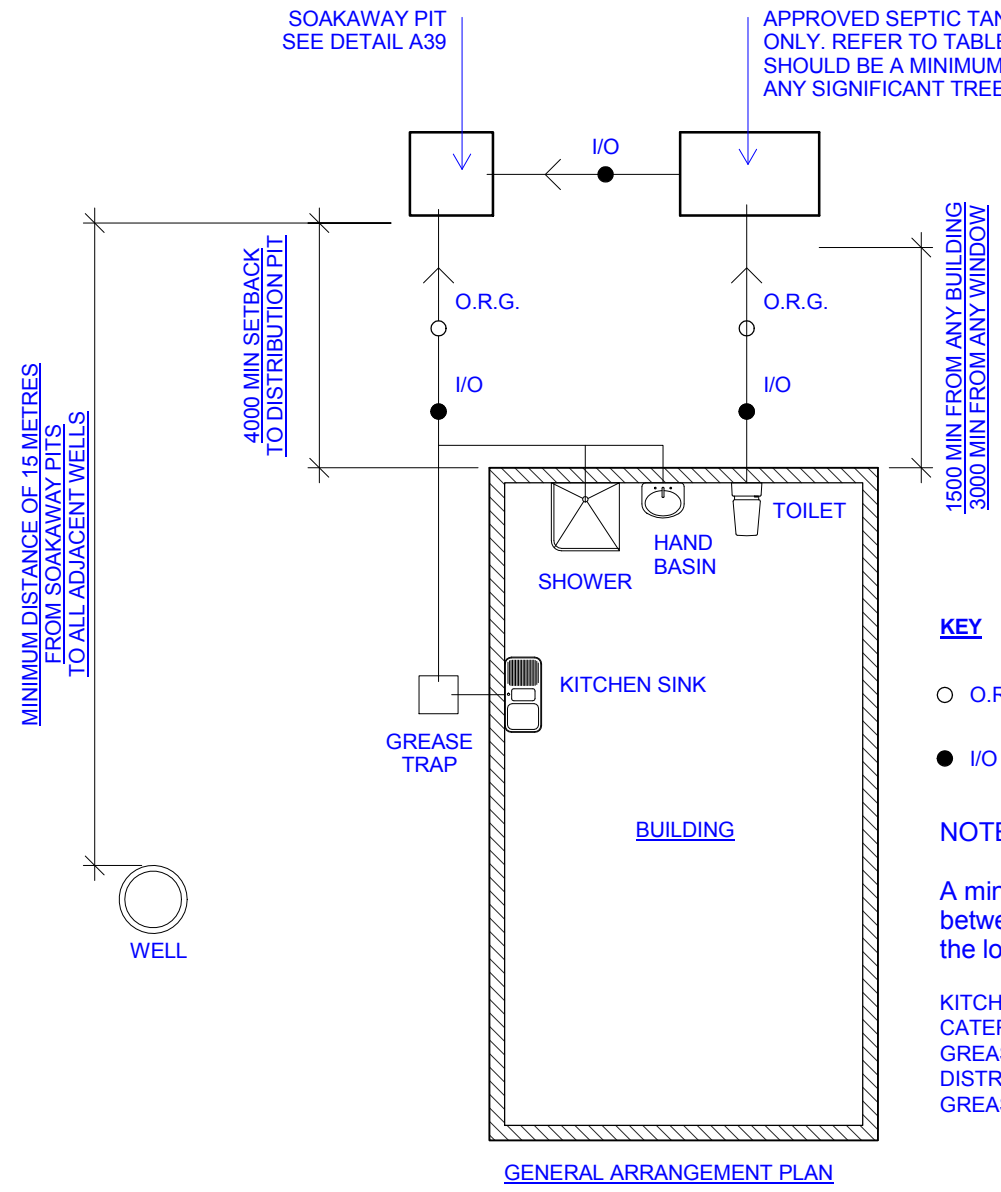 SOAKAWAY PIT
SEE DETAIL A39
APPROVED SEPTIC TAN
ONLY. REFER TO TABLE
SHOULD BE A MINIMUM
ANY SIGNIFICANT TREE
I/O
4000 MIN SETBACK
TO DISTRIBUTION PIT
O.R.G.
O.R.G.
1500 MIN FROM ANY BUILDING
3000 MIN FROM ANY WINDOW
I/O
I/O
MINIMUM DISTANCE OF 15 METRES
FROM SOAKAWAY PITS
TO ALL ADJACENT WELLS
TOILET
HAND
BASIN
SHOWER
KEY
KITCHEN SINK
O.R
GREASE
TRAP
I/O
BUILDING
NOTE
A min
betwe
the lo
WELL
KITCH
CATER
GREAS
DISTR
GREAS
GENERAL ARRANGEMENT PLAN